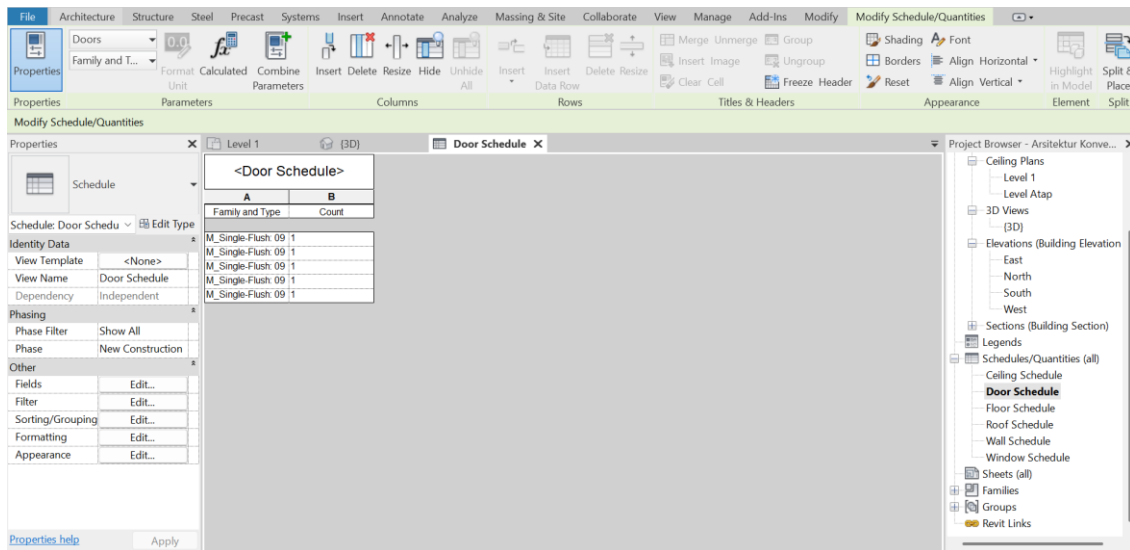 File Architecture Structure Steel Precast Systems Insert Annotate Analyze Massing & Site Collaborate View Manage Add-Ins Modify Modify Schedule/Quantities
Doors
Family and T...
Properties
0.0
Format Unit
fx
Calculated
Combine Parameters
Insert Delete Resize Hide Unhide All
Insert
Insert Data Row
Delete Resize
Merge Unmerge Group
Insert Image Ungroup
Clear Cell Freeze Header
Shading Font
Borders Align Horizontal
Reset Align Vertical
Highlight in Model
Split &
Place
Properties Parameters Columns Rows Titles & Headers Appearance Element Split
Modify Schedule/Quantities
Properties
Schedule
Schedule: Door Schedu Edit Type
Identity Data
View Template <None>
View Name Door Schedule
Dependency Independent
Phasing
Phase Filter Show All
Phase New Construction
Other
Fields Edit...
Filter Edit...
Sorting/Grouping Edit...
Formatting Edit...
Appearance Edit...
Properties help Apply
Level 1 {3D} Door Schedule
<Door Schedule>
A B
Family and Type Count
M_Single-Flush: 09 1
M_Single-Flush: 09 1
M_Single-Flush: 09 1
M_Single-Flush: 09 1
M_Single-Flush: 09 1
Project Browser - Arsitektur Konve...
Ceiling Plans
Level 1
Level Atap
3D Views
{3D}
Elevations (Building Elevation
East
North
South
West
Sections (Building Section)
Legends
Schedules/Quantities (all)
Ceiling Schedule
Door Schedule
Floor Schedule
Roof Schedule
Wall Schedule
Window Schedule
Sheets (all)
Families
Groups
Revit Links